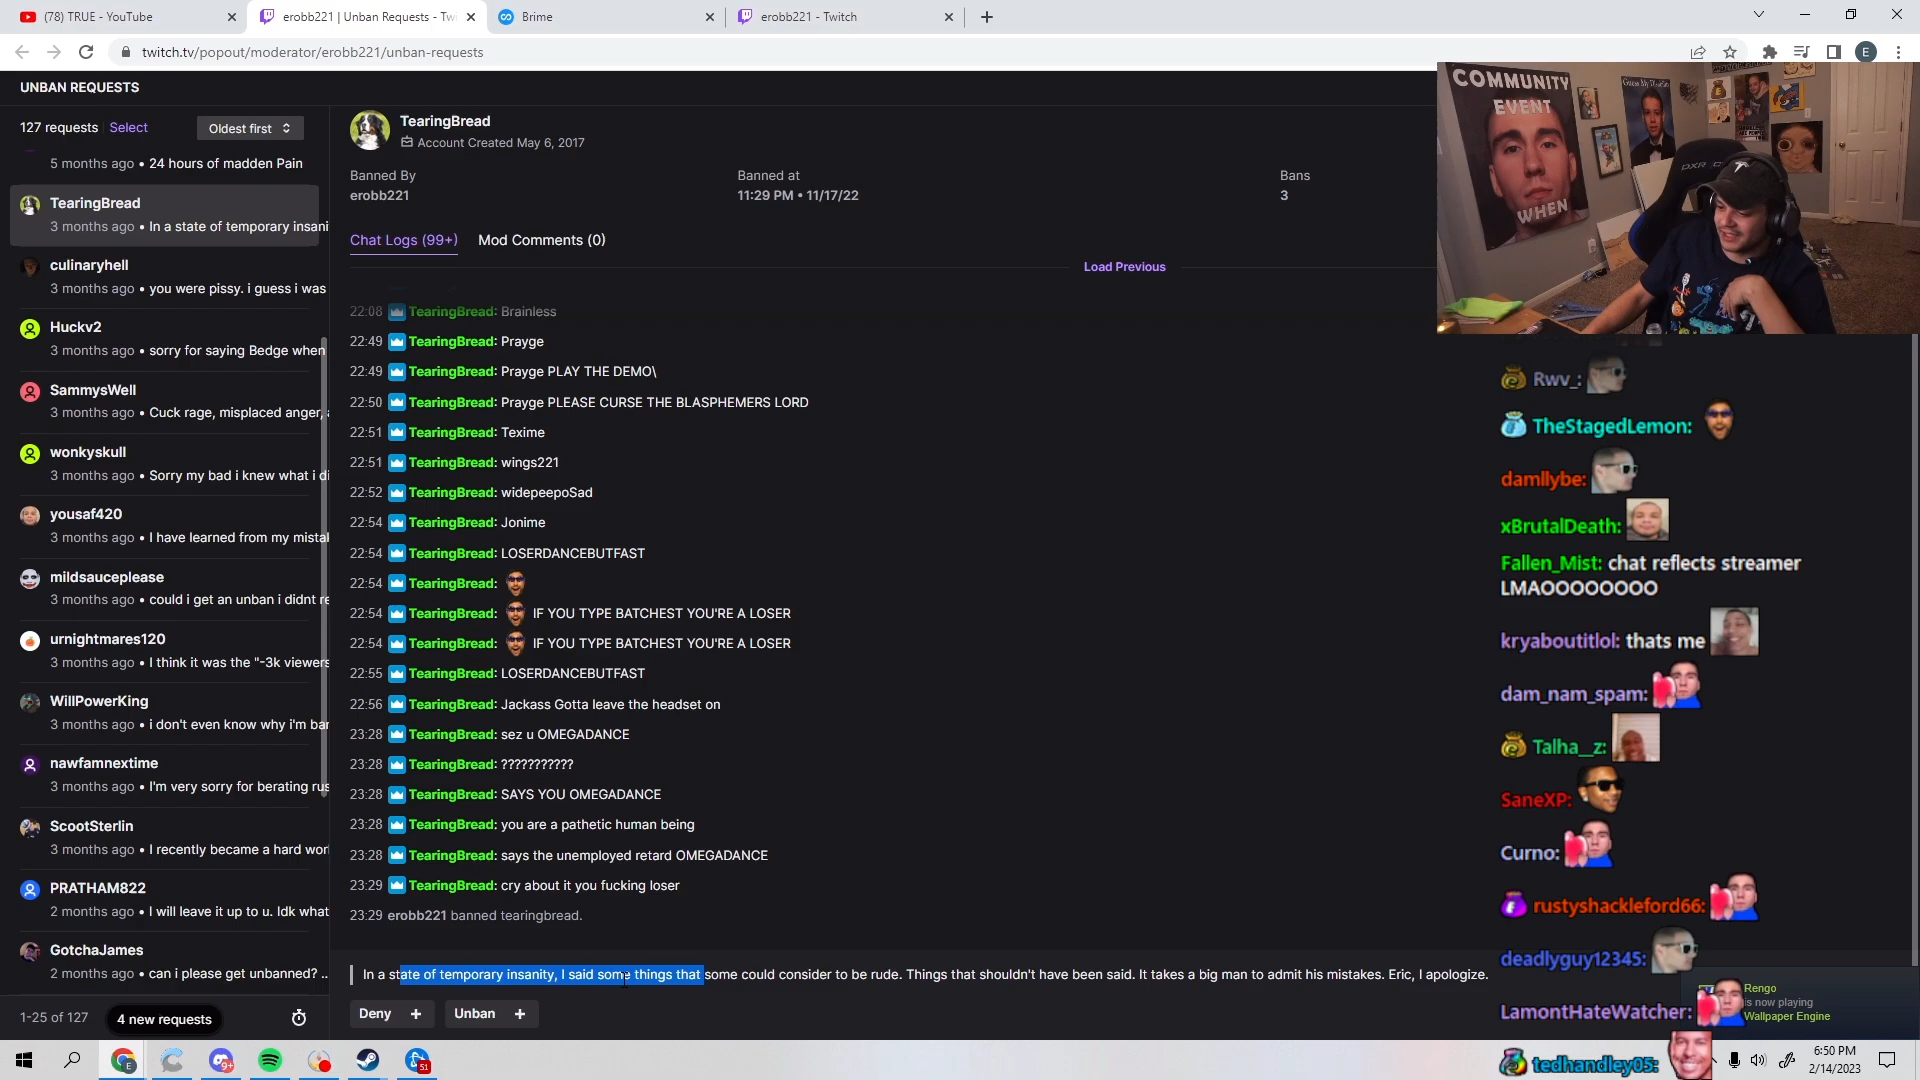 (78) TRUE - YouTube
erobb221 | Unban Requests - Tw
Brime
erobb221 - Twitch
twitch.tv/popout/moderator/erobb221/unban-requests
E
UNBAN REQUESTS
127 requests
Select
Oldest first
5 months ago • 24 hours of madden Pain
TearingBread
3 months ago • In a state of temporary insani
culinaryhell
3 months ago • you were pissy. i guess i was
Huckv2
3 months ago • sorry for saying Bedge when
SammysWell
3 months ago • Cuck rage, misplaced anger,
wonkyskull
3 months ago • Sorry my bad i knew what i di
yousaf420
3 months ago • I have learned from my mistal
mildsauceplease
3 months ago • could i get an unban i didnt re
urnightmares120
3 months ago • I think it was the "-3k viewers
WillPowerKing
3 months ago • i don't even know why i'm bar
nawfamnextime
3 months ago • I'm very sorry for berating rus
ScootSterlin
3 months ago • I recently became a hard wor
PRATHAM822
2 months ago • I will leave it up to u. Idk what
GotchaJames
2 months ago • can i please get unbanned? ..
1-25 of 127
4 new requests
TearingBread
Account Created May 6, 2017
Banned By
erobb221
Banned at
11:29 PM • 11/17/22
Bans
3
Chat Logs (99+)
Mod Comments (0)
Load Previous
22:08 TearingBread: Brainless
22:49 TearingBread: Prayge
22:49 TearingBread: Prayge PLAY THE DEMO\
22:50 TearingBread: Prayge PLEASE CURSE THE BLASPHEMERS LORD
22:51 TearingBread: Texime
22:51 TearingBread: wings221
22:52 TearingBread: widepeepoSad
22:54 TearingBread: Jonime
22:54 TearingBread: LOSERDANCEBUTFAST
22:54 TearingBread:
22:54 TearingBread: IF YOU TYPE BATCHEST YOU'RE A LOSER
22:54 TearingBread: IF YOU TYPE BATCHEST YOU'RE A LOSER
22:55 TearingBread: LOSERDANCEBUTFAST
22:56 TearingBread: Jackass Gotta leave the headset on
23:28 TearingBread: sez u OMEGADANCE
23:28 TearingBread: ???????????
23:28 TearingBread: SAYS YOU OMEGADANCE
23:28 TearingBread: you are a pathetic human being
23:28 TearingBread: says the unemployed retard OMEGADANCE
23:29 TearingBread: cry about it you fucking loser
23:29 erobb221 banned tearingbread.
In a state of temporary insanity, I said some things that some could consider to be rude. Things that shouldn't have been said. It takes a big man to admit his mistakes. Eric, I apologize.
Deny +
Unban +
COMMUNITY
EVENT
WHEN
DXR
Rwv_:
TheStagedLemon:
damllybe:
xBrutalDeath:
Fallen_Mist: chat reflects streamer
LMAOOOOOOOO
kryaboutitlol: thats me
dam_nam_spam:
Talha__z:
SaneXP:
Curno:
rustyshackleford66:
deadlyguy12345:
LamontHateWatcher:
tedhandley05:
Rengo
is now playing
Wallpaper Engine
9+
51
6:50 PM
2/14/2023